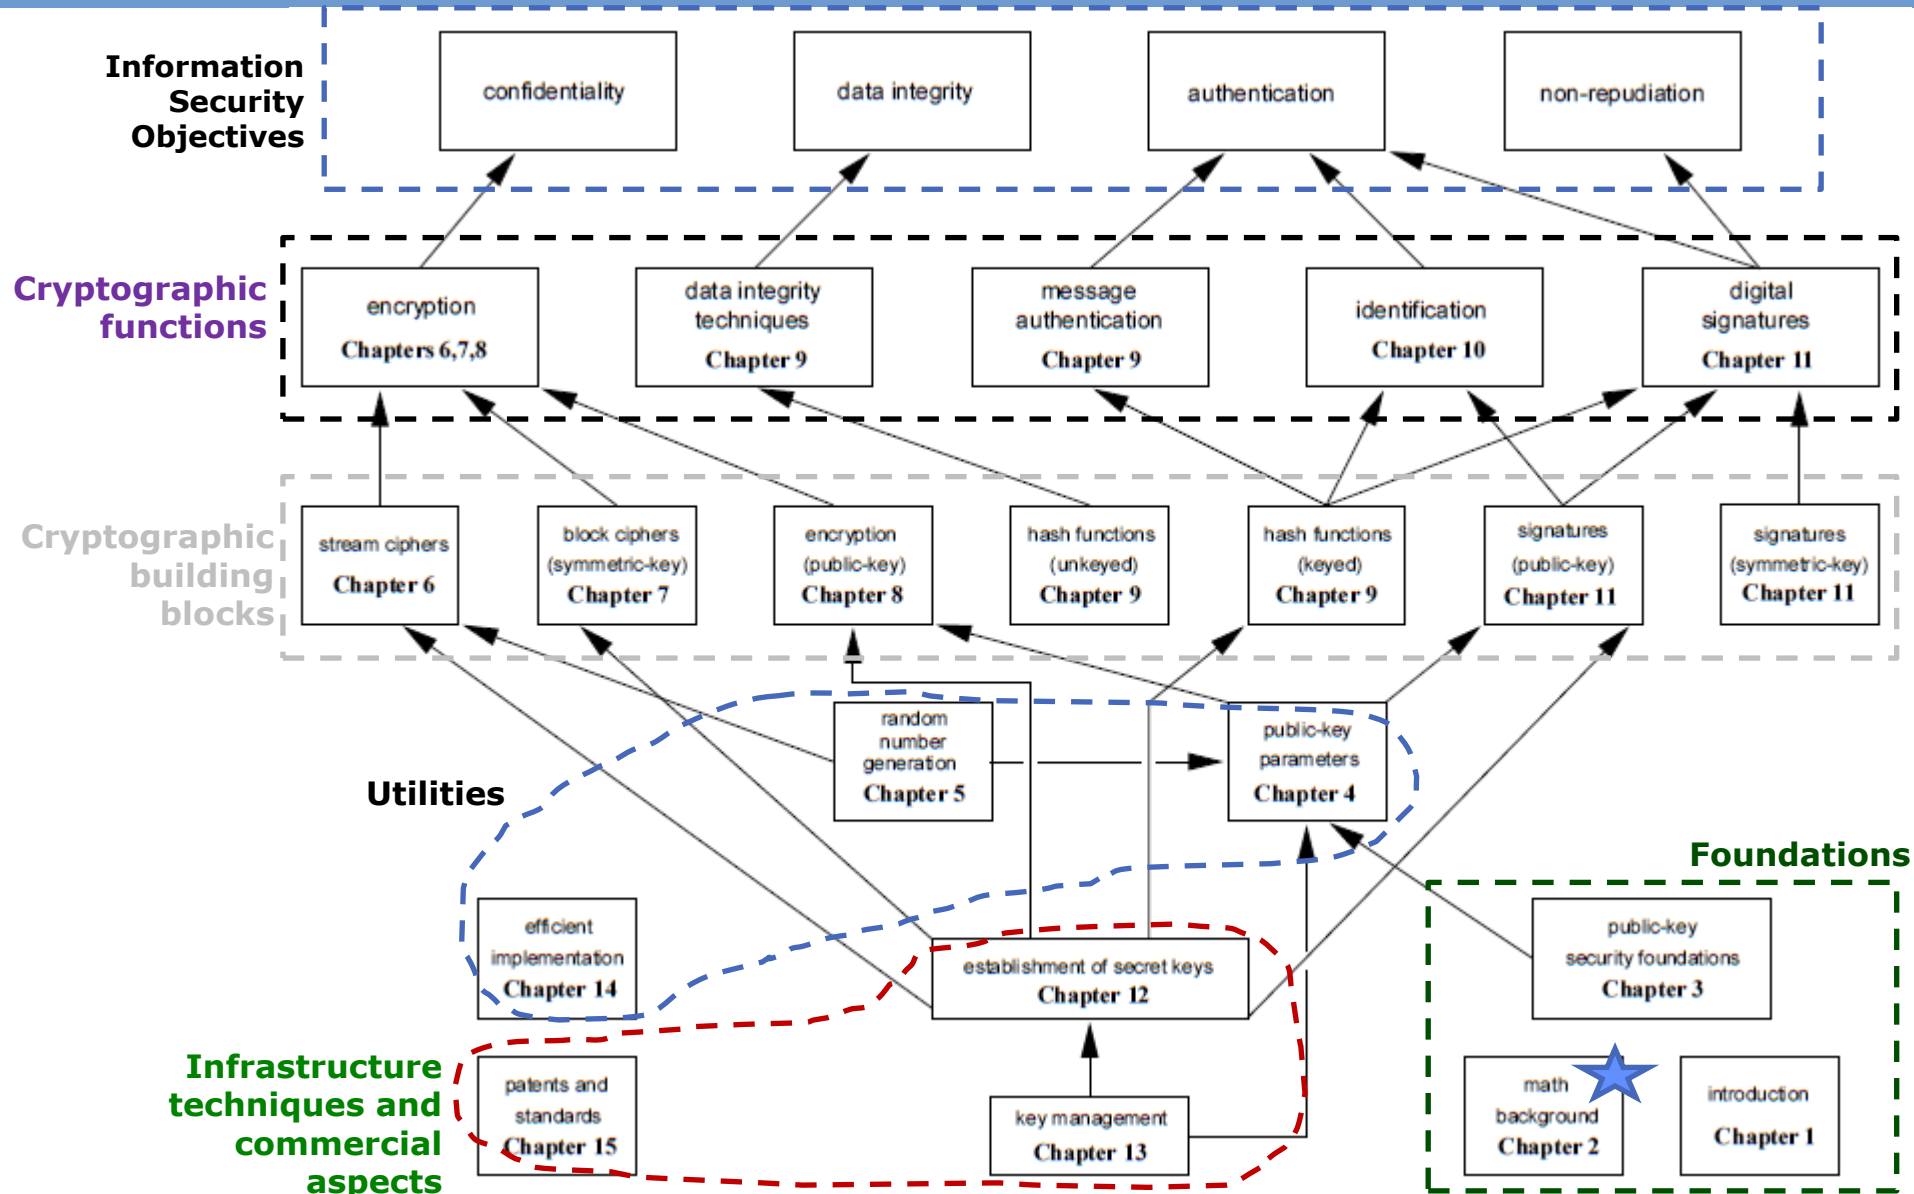 Information
Security
Objectives
confidentiality
data integrity
authentication
non-repudiation
Cryptographic
functions
encryption
Chapters 6,7,8
data integrity
techniques
Chapter 9
message
authentication
Chapter 9
identification
Chapter 10
digital
signatures
Chapter 11
Cryptographic
building
blocks
stream ciphers
Chapter 6
block ciphers
(symmetric-key)
Chapter 7
encryption
(public-key)
Chapter 8
hash functions
(unkeyed)
Chapter 9
hash functions
(keyed)
Chapter 9
signatures
(public-key)
Chapter 11
signatures
(symmetric-key)
Chapter 11
Utilities
random
number
generation
Chapter 5
public-key
parameters
Chapter 4
efficient
implementation
Chapter 14
establishment of secret keys
Chapter 12
Foundations
public-key
security foundations
Chapter 3
Infrastructure
techniques and
commercial
aspects
patents and
standards
Chapter 15
key management
Chapter 13
math
background
Chapter 2
introduction
Chapter 1